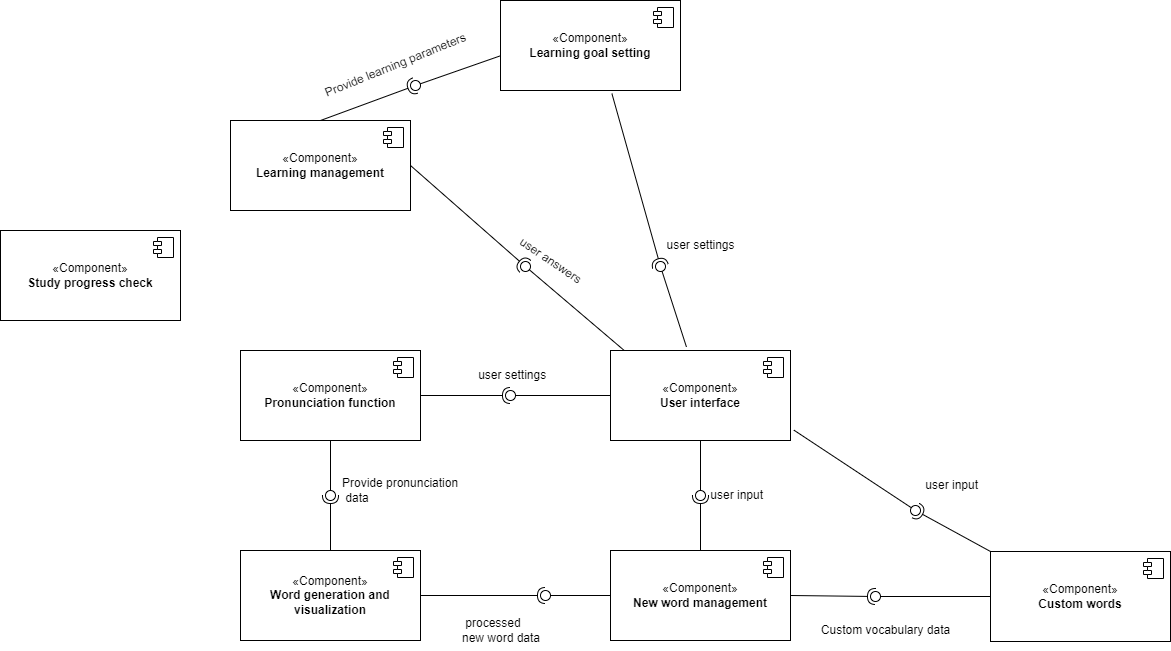 «Component»
Learning goal setting
Provide learning parameters
«Component»
Learning management
«Component»
Study progress check
user answers
user settings
«Component»
Pronunciation function
user settings
«Component»
User interface
Provide pronunciation
data
user input
user input
«Component»
Word generation and
visualization
processed
new word data
«Component»
New word management
Custom vocabulary data
«Component»
Custom words